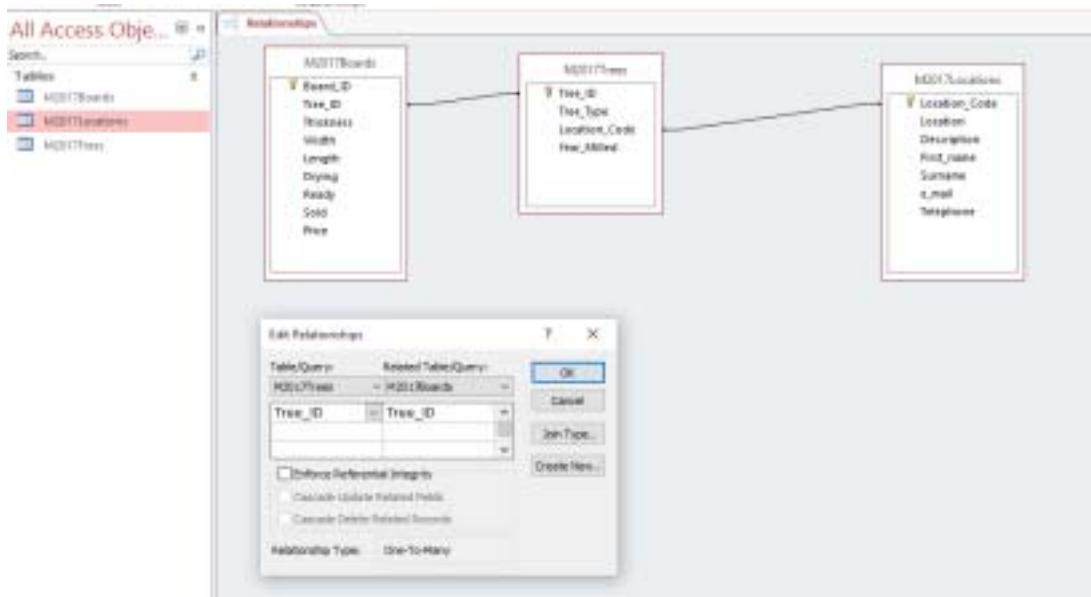 All Access Obje...
Search..
Tables
M2017Boards
M2017Locations
M2017Trees
Relationships
M2017Boards
Board_ID
Tree_ID
Thickness
Width
Length
Drying
Ready
Sold
Price
M2017Trees
Tree_ID
Tree_Type
Location_Code
Year_Milled
M2017Locations
Location_Code
Location
Description
First_name
Surname
e_mail
Telephone
Edit Relationships
? ×
Table/Query: Related Table/Query:
M2017Trees M2017Boards
Tree_ID Tree_ID
OK
Cancel
Join Type..
Create New..
Enforce Referential Integrity
Cascade Update Related Fields
Cascade Delete Related Records
Relationship Type: One-To-Many